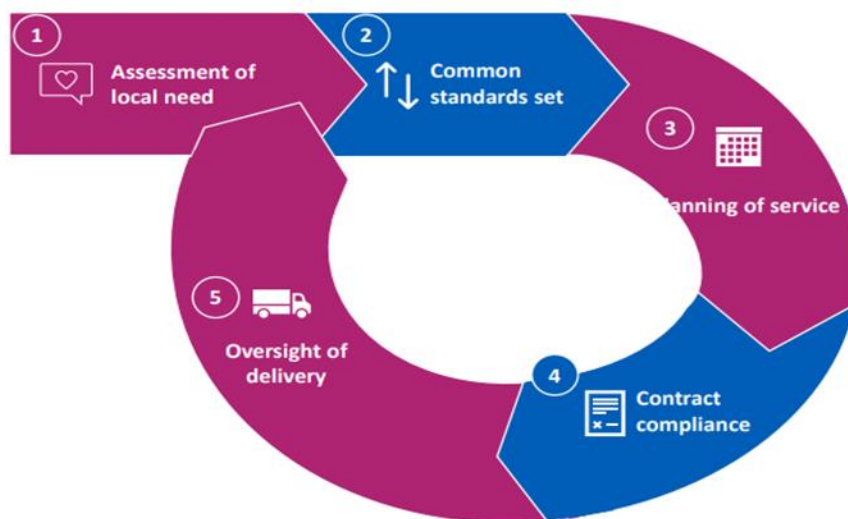 1
Assessment of
local need
2
Common
standards set
3
Planning of service
4
Contract
compliance
5
Oversight of
delivery